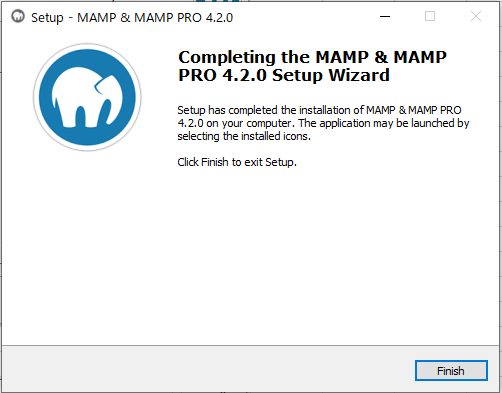 Setup - MAMP & MAMP PRO 4.2.0
Completing the MAMP & MAMP
PRO 4.2.0 Setup Wizard
Setup has completed the installation of MAMP & MAMP PRO
4.2.0 on your computer. The application may be launched by
selecting the installed icons.
Click Finish to exit Setup.
Finish